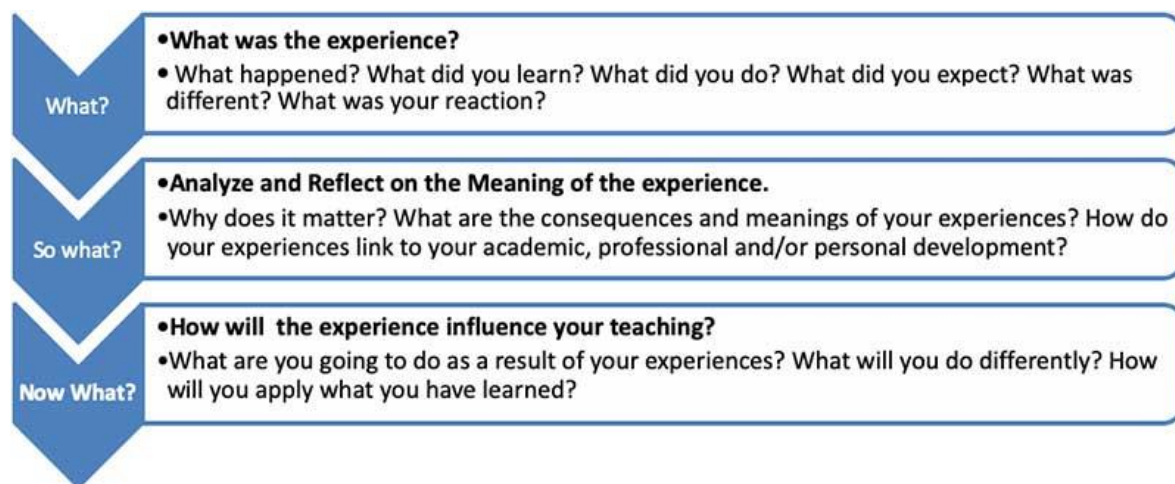 What?
•What was the experience?
• What happened? What did you learn? What did you do? What did you expect? What was
different? What was your reaction?
So what?
•Analyze and Reflect on the Meaning of the experience.
•Why does it matter? What are the consequences and meanings of your experiences? How do
your experiences link to your academic, professional and/or personal development?
Now What?
•How will the experience influence your teaching?
•What are you going to do as a result of your experiences? What will you do differently? How
will you apply what you have learned?